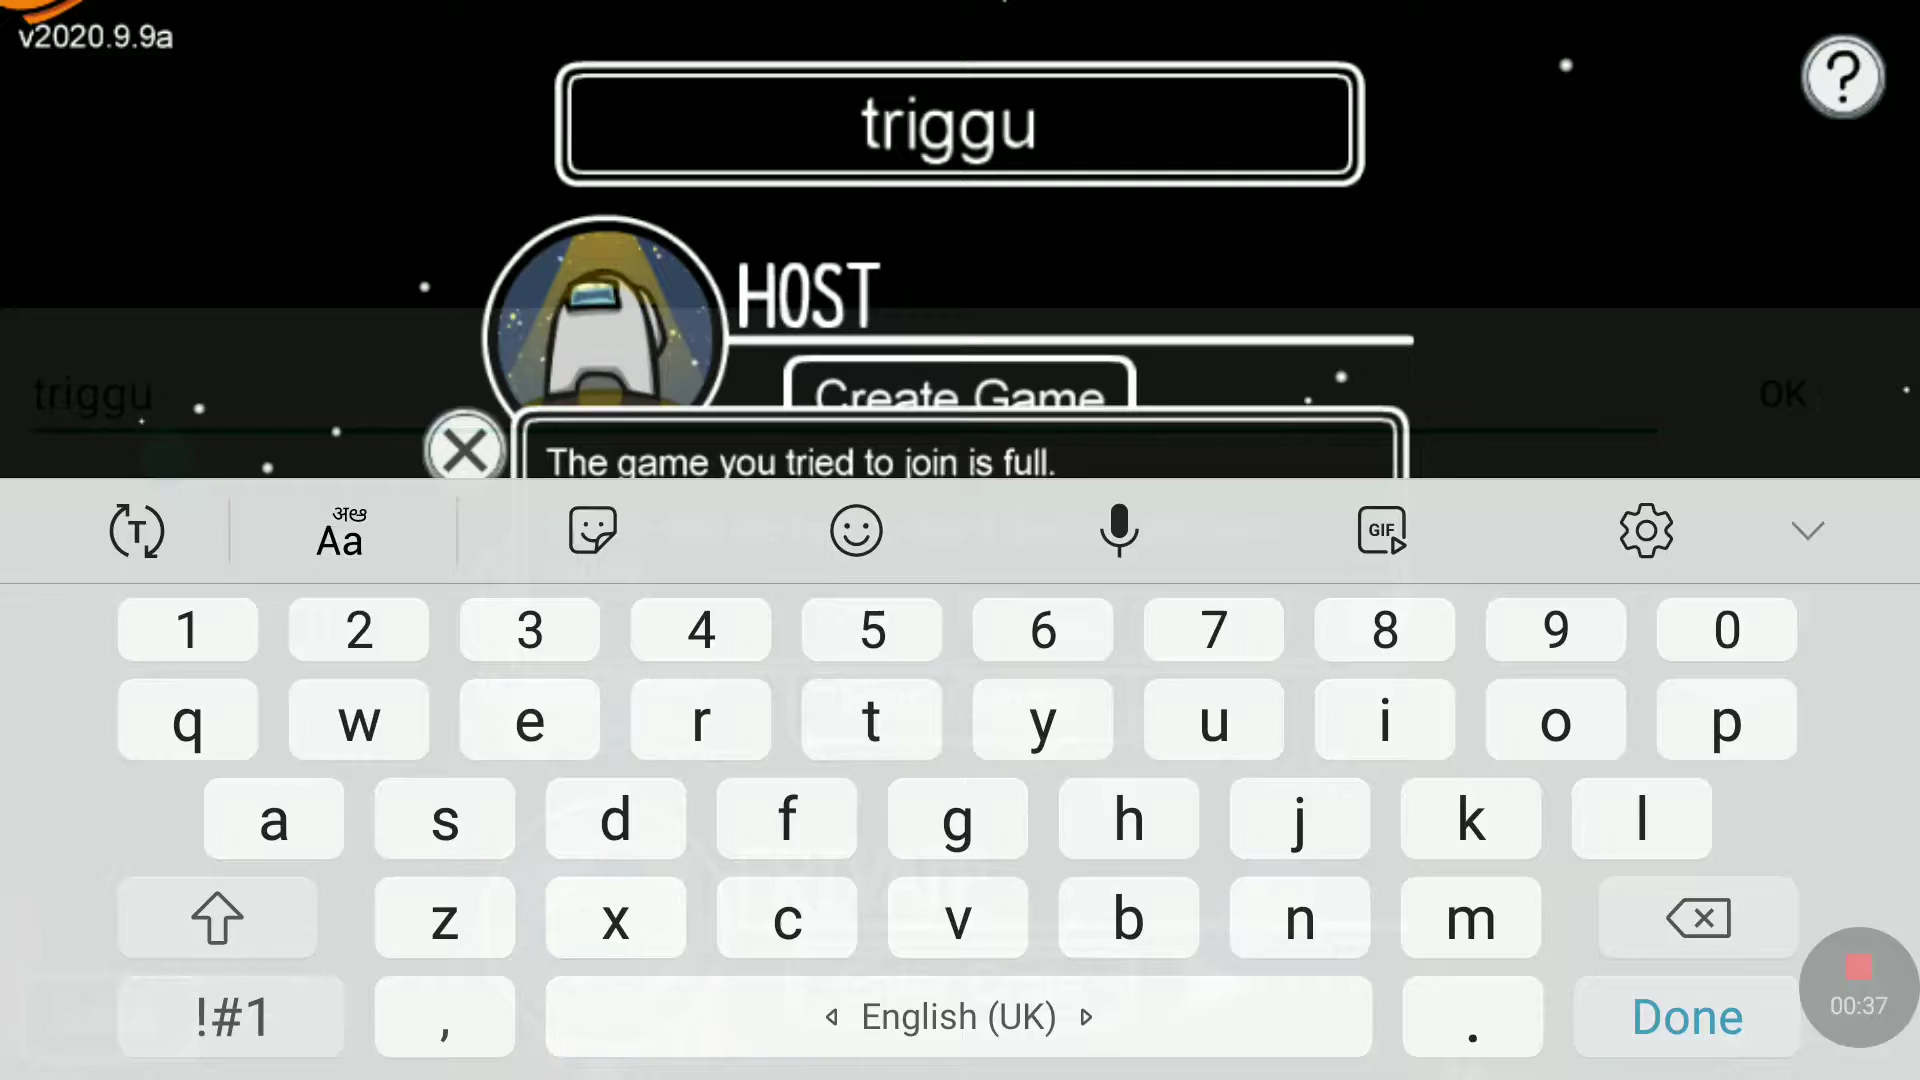 v2020.9.9a
?
triggu
HOST
Create Game
triggu
OK
The game you tried to join is full.
T
अஆ
Aa
GIF
1 2 3 4 5 6 7 8 9 0
q w e r t y u i o p
a s d f g h j k l
z x c v b n m
!#1 , English (UK) . Done
00:37